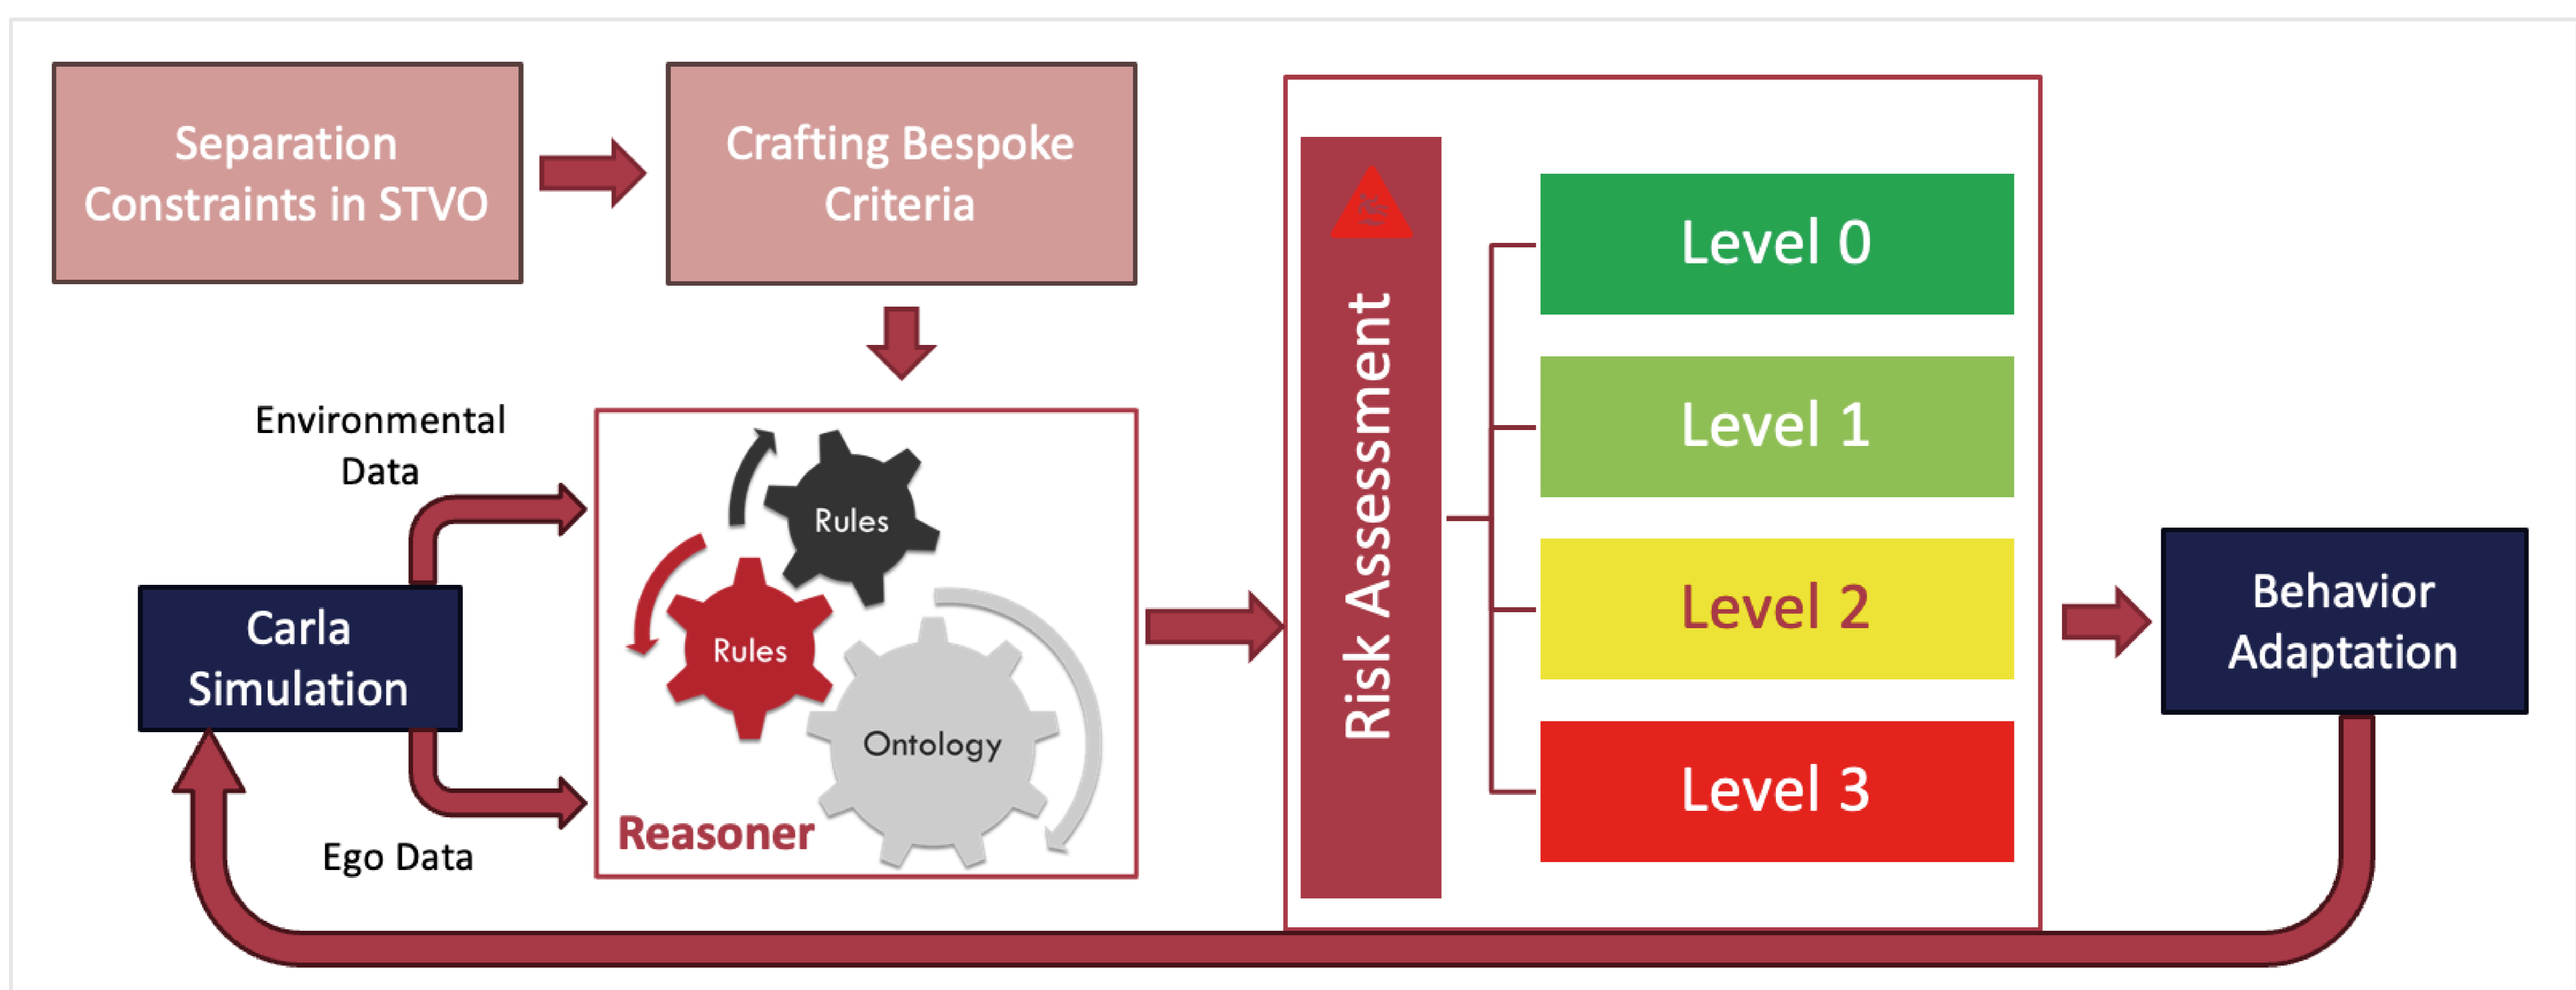 Separation
Constraints in STVO
Crafting Bespoke
Criteria
Environmental
Data
Carla
Simulation
Ego Data
Rules
Rules
Ontology
Reasoner
Risk Assessment
Level 0
Level 1
Level 2
Level 3
Behavior
Adaptation